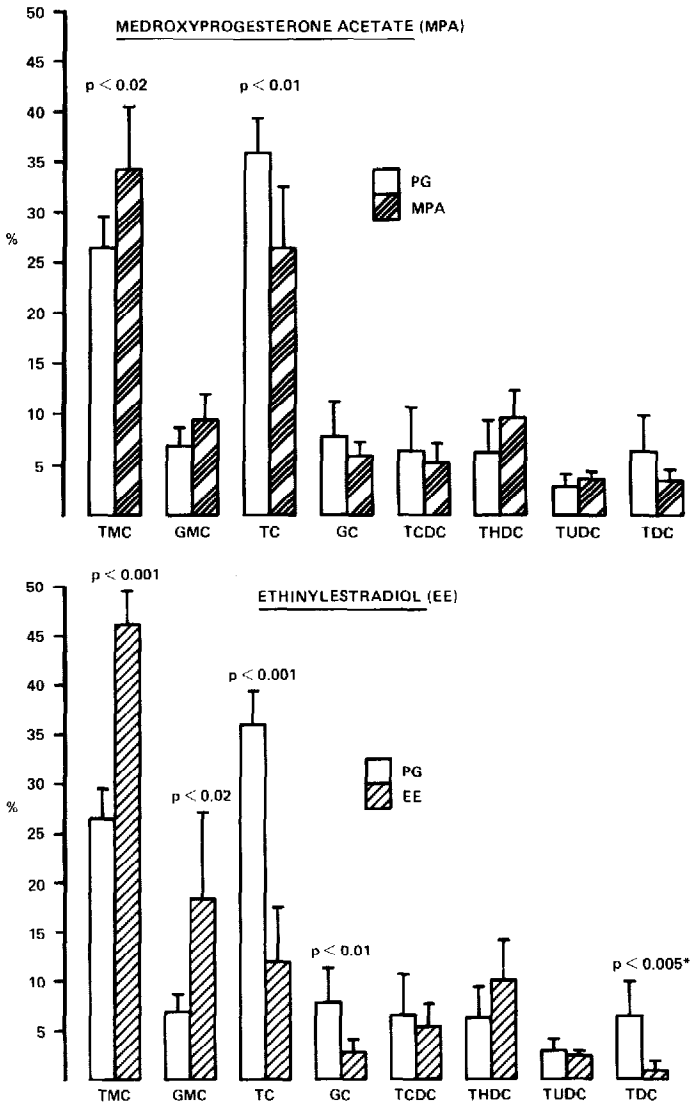 50
MEDROXYPROGESTERONE ACETATE (MPA)
45
p < 0.02
p < 0.01
40
35
PG
MPA
30
%
25
20
15
10
5
TMC GMC TC GC TCDC THDC TUDC TDC
p < 0.001
50
ETHINYLESTRADIOL (EE)
45
p < 0.001
40
35
PG
EE
30
p < 0.02
%
25
20
15
p < 0.01
p < 0.005*
10
5
TMC GMC TC GC TCDC THDC TUDC TDC